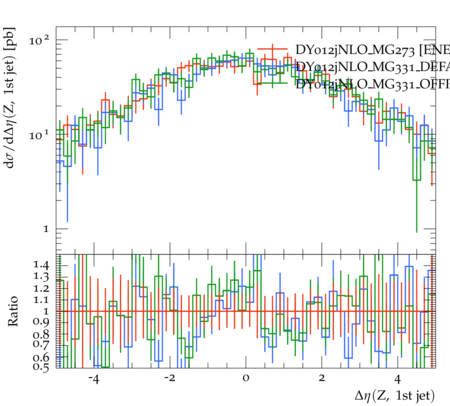 dσ/dΔη(Z, 1st jet) [pb]
10²
10¹
1
DY012jNLO_MG273 [ENE
DY012jNLO_MG331_DEFA
DY012jNLO_MG331_OFFI
Ratio
1.4
1.3
1.2
1.1
1
0.9
0.8
0.7
0.6
0.5
-4 -2 0 2 4
Δη(Z, 1st jet)